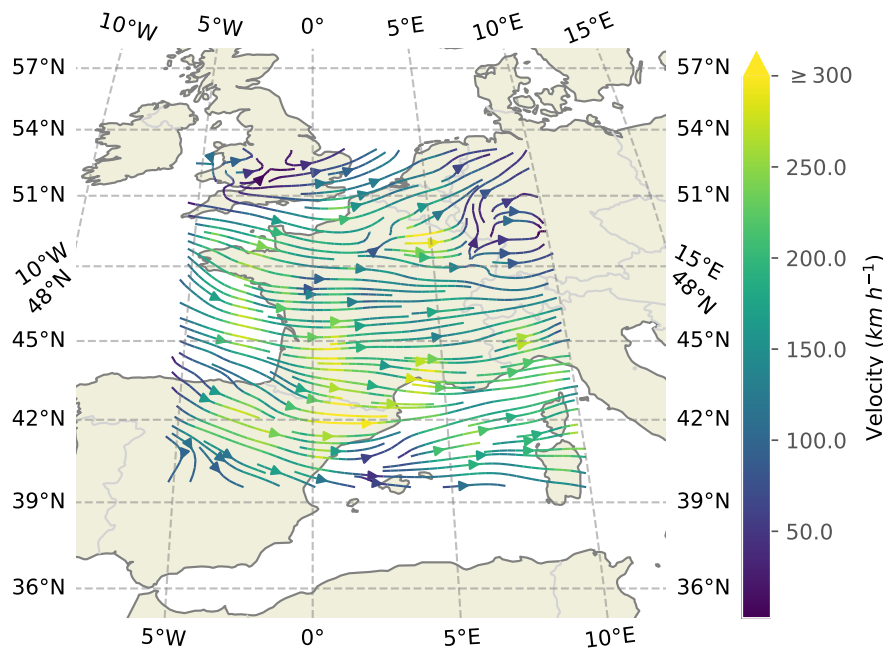 10°W 5°W 0° 5°E 10°E 15°E
57°N 57°N ≥ 300
54°N 54°N
250.0
51°N 51°N
10°W 15°E 200.0
48°N 48°N
Velocity (km h⁻¹)
45°N 45°N 150.0
42°N 42°N 100.0
39°N 39°N
50.0
36°N 36°N
5°W 0° 5°E 10°E